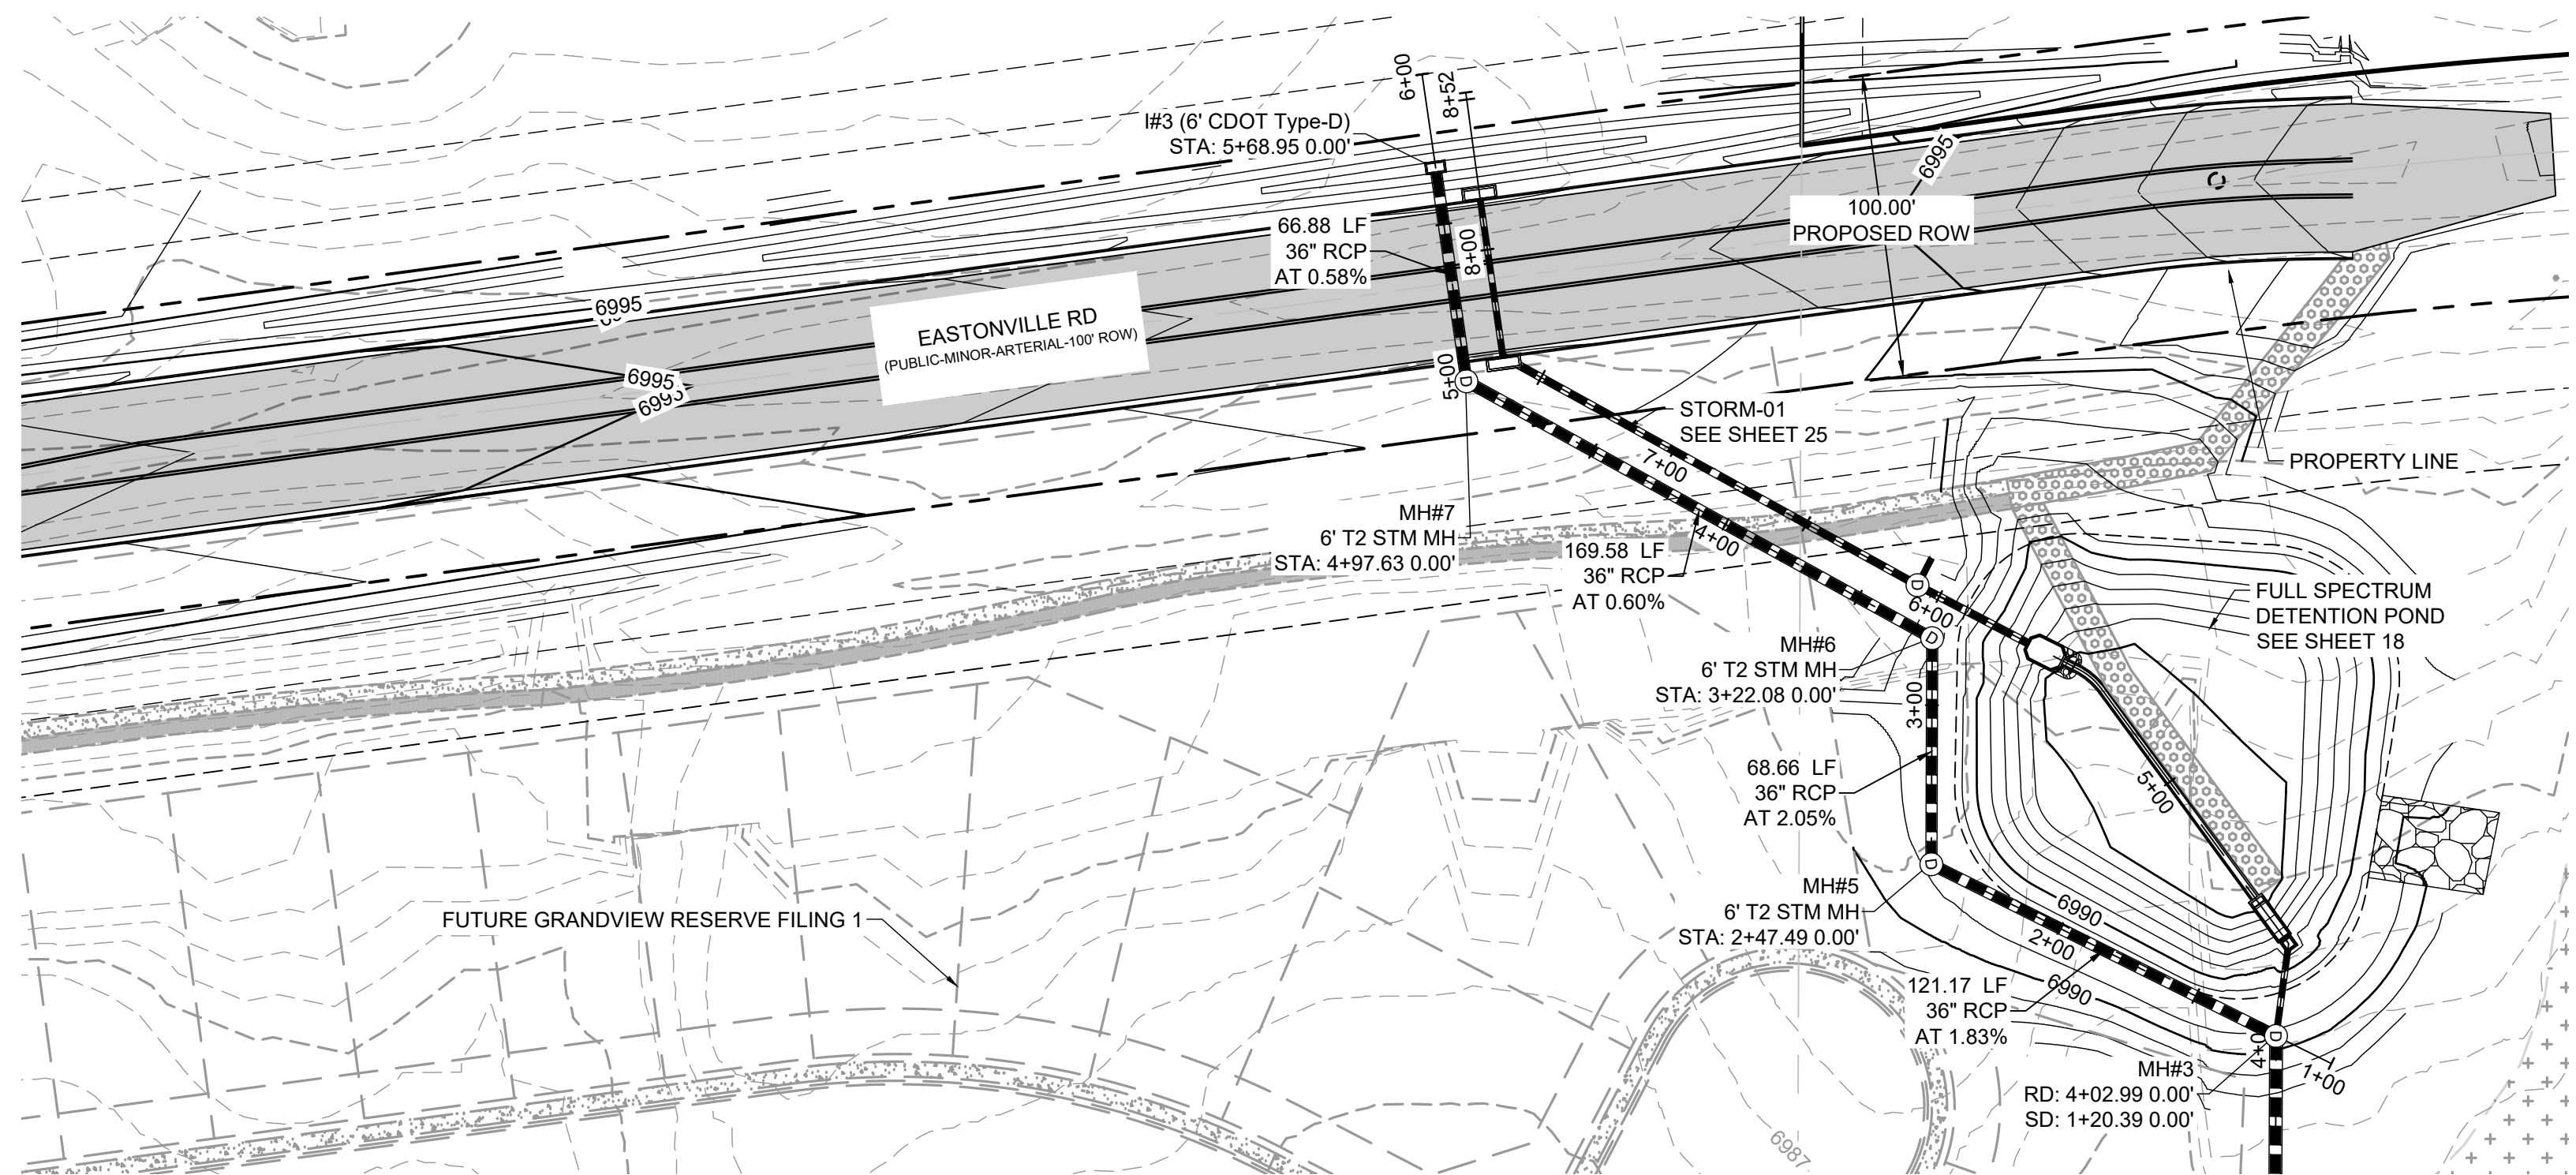 6+00
8+52
I#3 (6' CDOT Type-D)
STA: 5+68.95 0.00'
6995
100.00'
PROPOSED ROW
66.88 LF
36" RCP
AT 0.58%
8+00
6995
EASTONVILLE RD
(PUBLIC-MINOR-ARTERIAL-100' ROW)
6995
6995
5+00
D
STORM-01
SEE SHEET 25
7+00
PROPERTY LINE
MH#7
6' T2 STM MH
STA: 4+97.63 0.00'
4+00
169.58 LF
36" RCP
AT 0.60%
D
6+00
D
FULL SPECTRUM
DETENTION POND
SEE SHEET 18
MH#6
6' T2 STM MH
STA: 3+22.08 0.00'
3+00
68.66 LF
36" RCP
AT 2.05%
5+00
D
MH#5
6' T2 STM MH
STA: 2+47.49 0.00'
6990
2+00
FUTURE GRANDVIEW RESERVE FILING 1
6990
121.17 LF
36" RCP
AT 1.83%
D
4+0
1+00
MH#3
RD: 4+02.99 0.00'
SD: 1+20.39 0.00'
6987